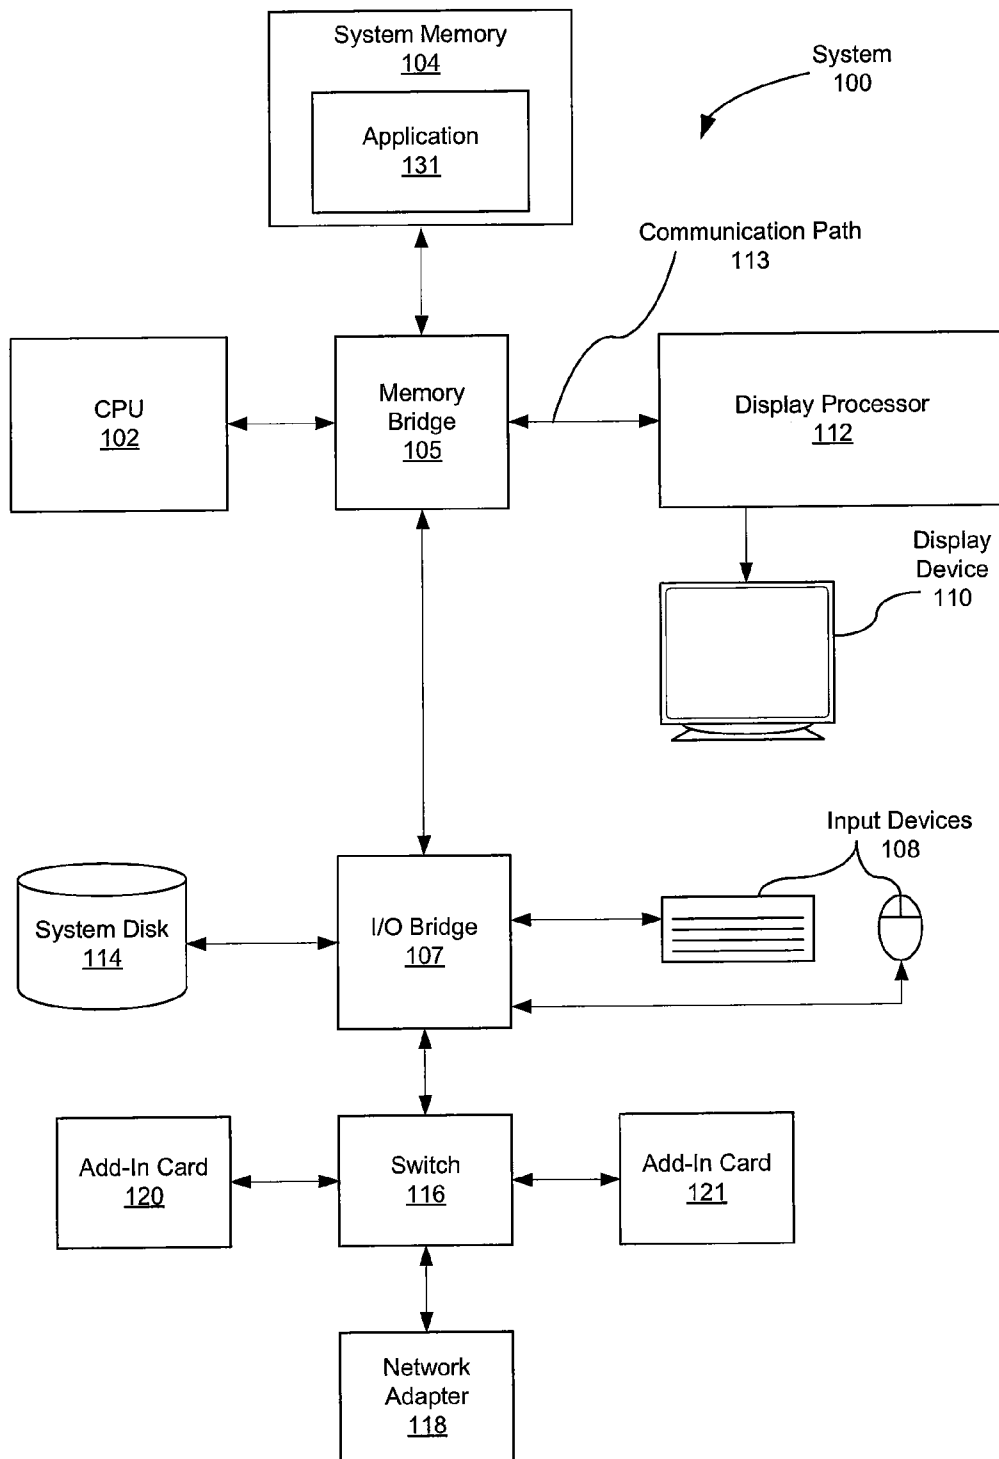 System Memory
104
Application
131
System
100
Communication Path
113
CPU
102
Memory
Bridge
105
Display Processor
112
Display
Device
110
Input Devices
108
System Disk
114
I/O Bridge
107
Add-In Card
120
Switch
116
Add-In Card
121
Network
Adapter
118